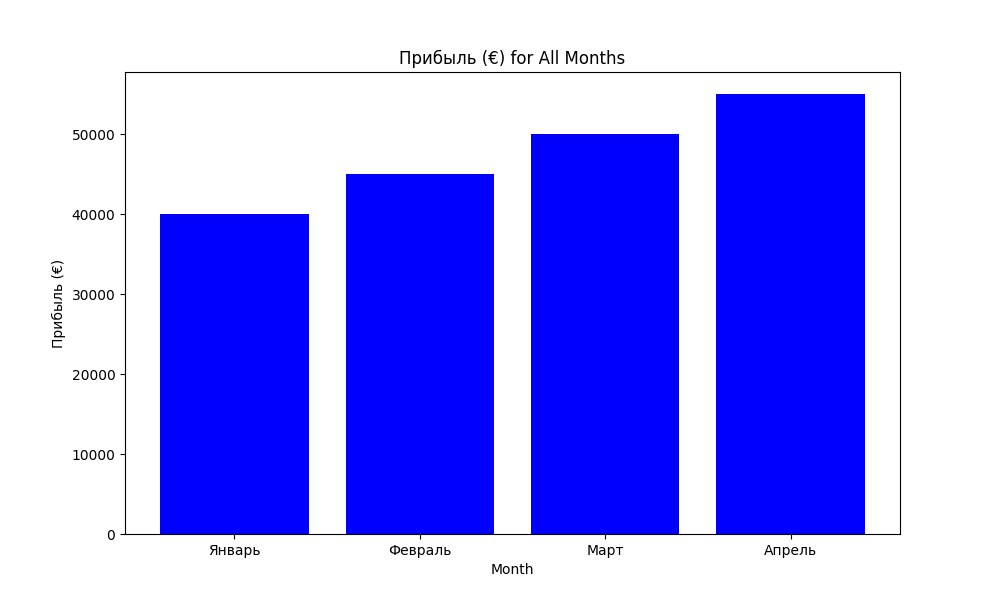 Прибыль (€) for All Months
Прибыль (€)
50000
40000
30000
20000
10000
0
Январь
Февраль
Март
Апрель
Month